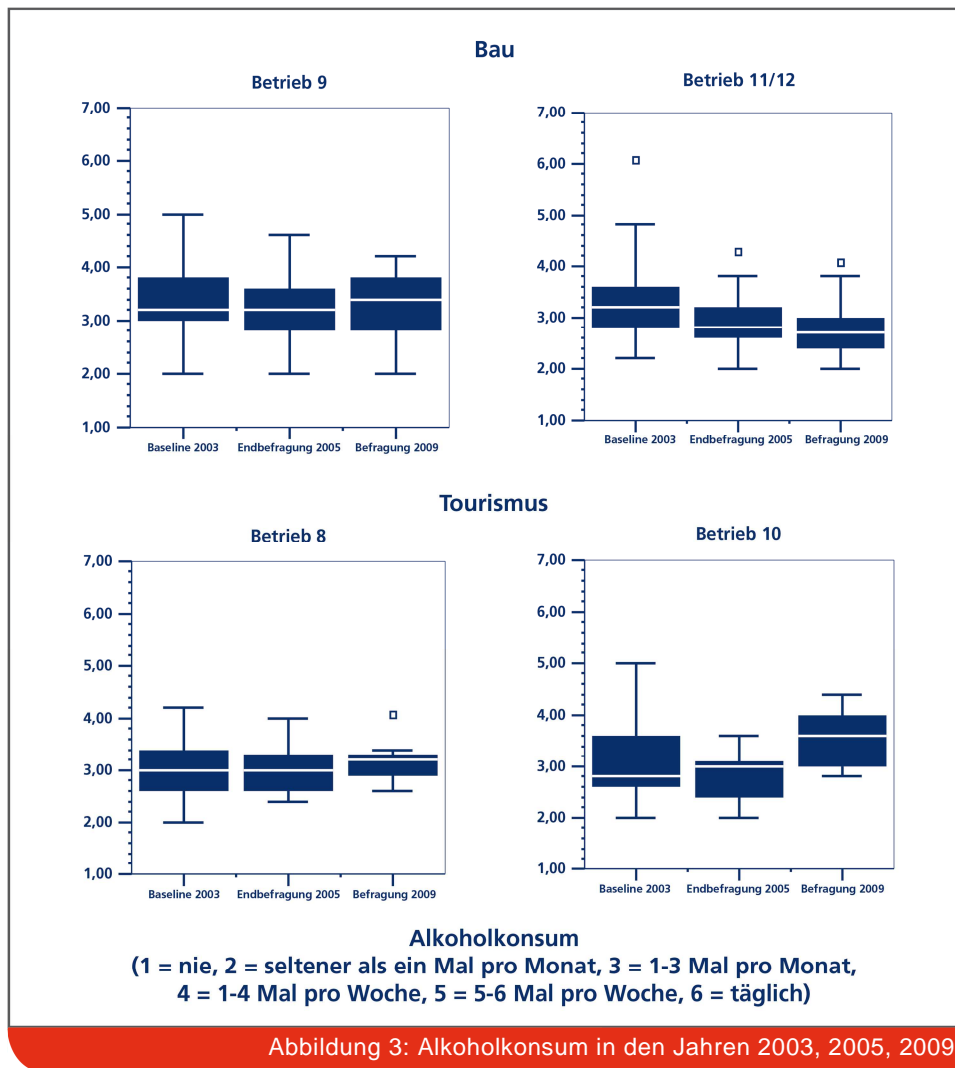 Bau
Betrieb 9
7,00
6,00
5,00
4,00
3,00
2,00
1,00
Baseline 2003 Endbefragung 2005 Befragung 2009
Betrieb 11/12
7,00
6,00
5,00
4,00
3,00
2,00
1,00
Baseline 2003 Endbefragung 2005 Befragung 2009
Tourismus
Betrieb 8
7,00
6,00
5,00
4,00
3,00
2,00
1,00
Baseline 2003 Endbefragung 2005 Befragung 2009
Betrieb 10
7,00
6,00
5,00
4,00
3,00
2,00
1,00
Baseline 2003 Endbefragung 2005 Befragung 2009
Alkoholkonsum
(1 = nie, 2 = seltener als ein Mal pro Monat, 3 = 1-3 Mal pro Monat,
4 = 1-4 Mal pro Woche, 5 = 5-6 Mal pro Woche, 6 = täglich)
Abbildung 3: Alkoholkonsum in den Jahren 2003, 2005, 2009